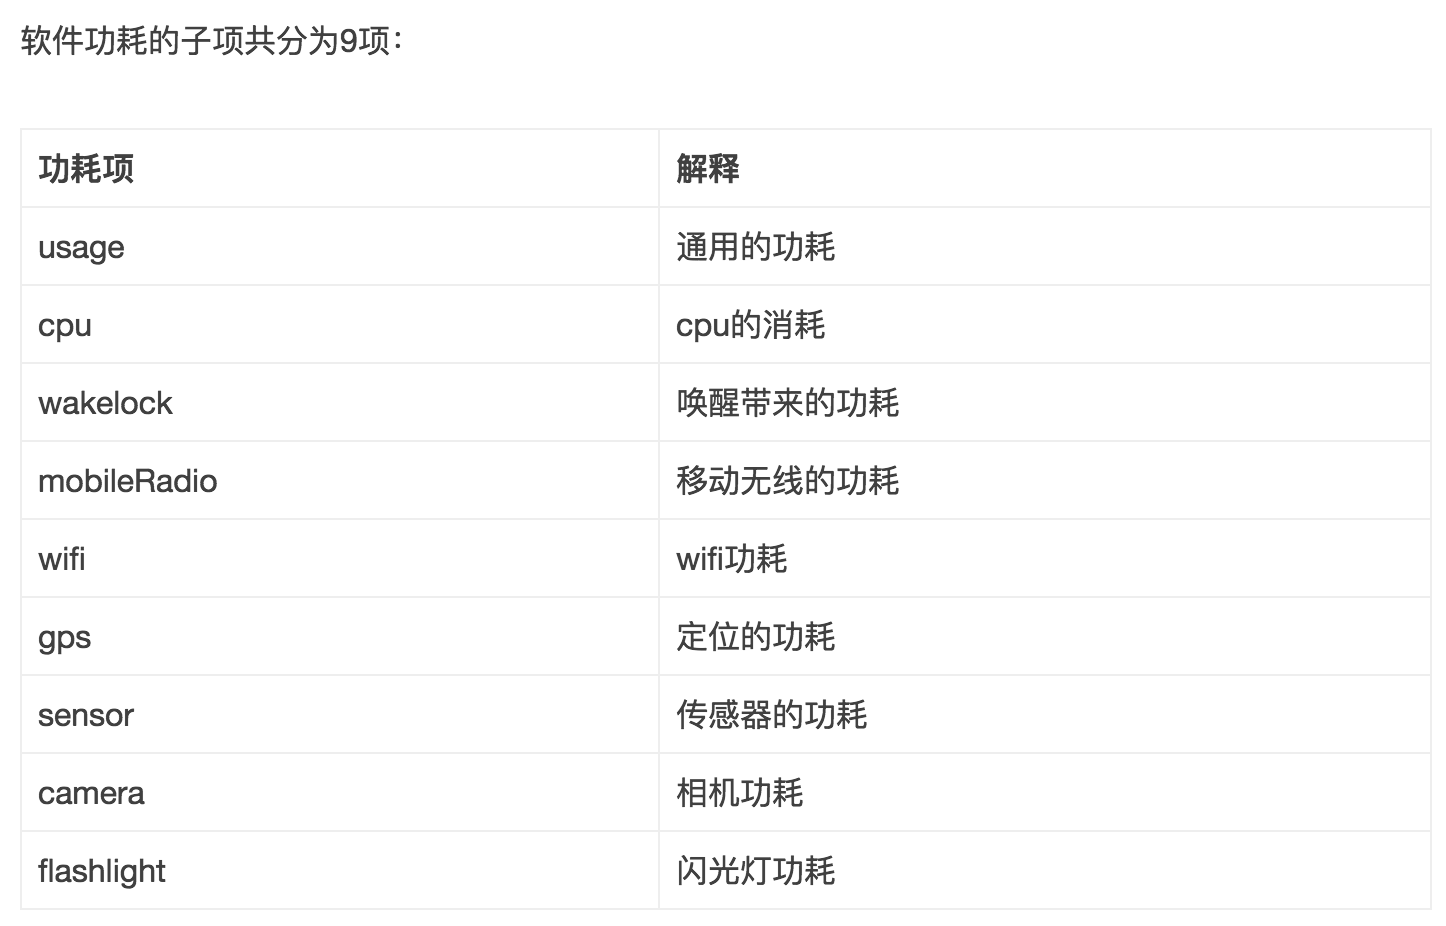 软件功耗的子项共分为9项：
功耗项 解释
usage 通用的功耗
cpu cpu的消耗
wakelock 唤醒带来的功耗
mobileRadio 移动无线的功耗
wifi wifi功耗
gps 定位的功耗
sensor 传感器的功耗
camera 相机功耗
flashlight 闪光灯功耗